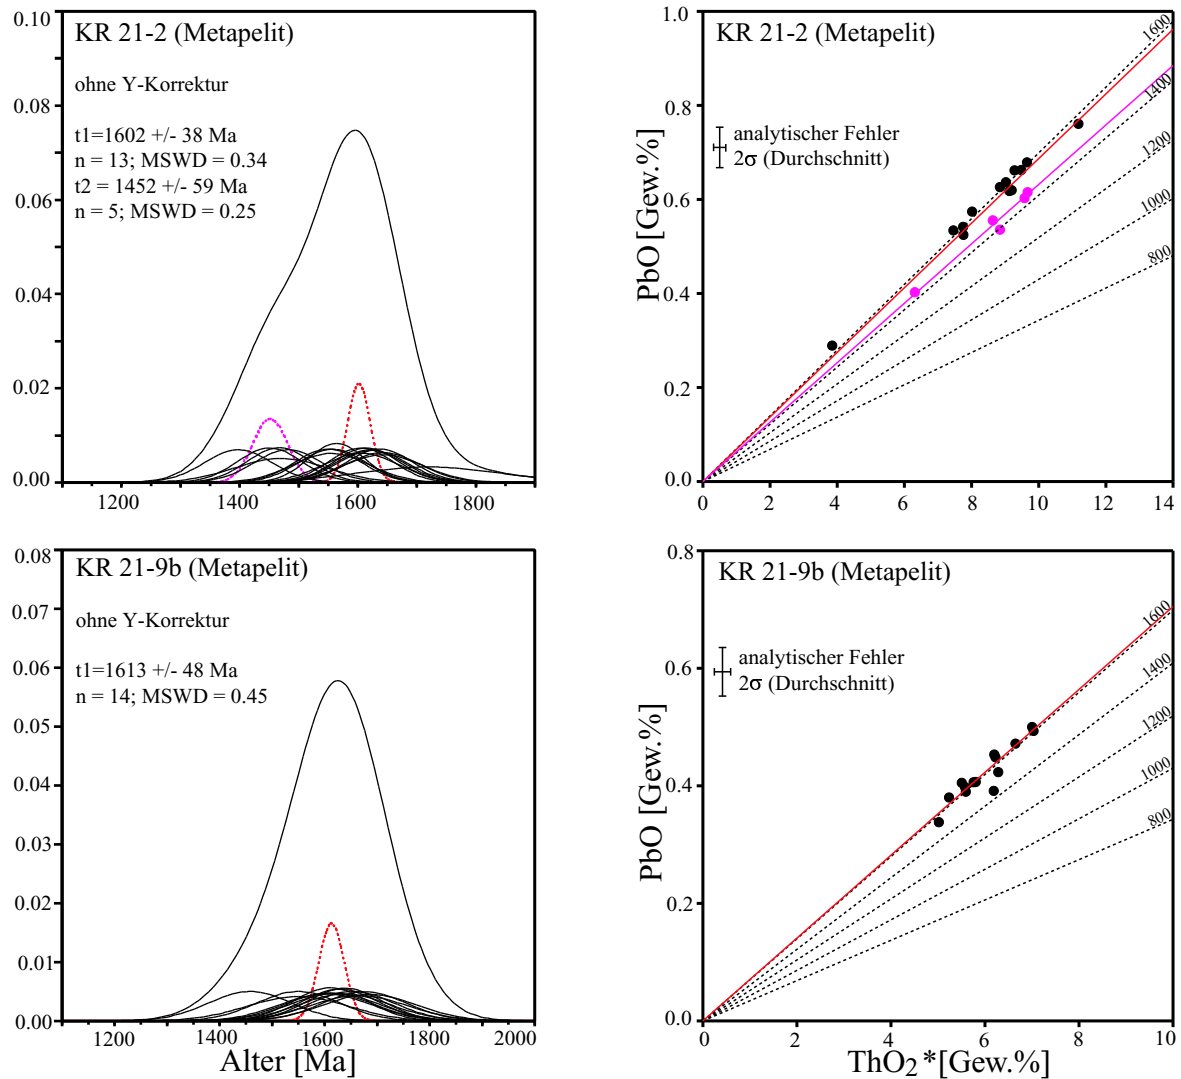 KR 21-2 (Metapelit)
ohne Y-Korrektur
t1=1602 +/- 38 Ma
n = 13; MSWD = 0.34
t2 = 1452 +/- 59 Ma
n = 5; MSWD = 0.25
0.10
0.08
0.06
0.04
0.02
0.00
1200
1400
1600
1800
KR 21-2 (Metapelit)
analytischer Fehler
2σ (Durchschnitt)
PbO [Gew.%]
1.0
0.8
0.6
0.4
0.2
0.0
0
2
4
6
8
10
12
14
1600
1400
1200
1000
800
KR 21-9b (Metapelit)
ohne Y-Korrektur
t1=1613 +/- 48 Ma
n = 14; MSWD = 0.45
0.08
0.07
0.06
0.05
0.04
0.03
0.02
0.01
0.00
1200
1400
1600
1800
2000
Alter [Ma]
KR 21-9b (Metapelit)
analytischer Fehler
2σ (Durchschnitt)
PbO [Gew.%]
0.8
0.6
0.4
0.2
0.0
0
2
4
6
8
10
1600
1400
1200
1000
800
ThO2 *[Gew.%]